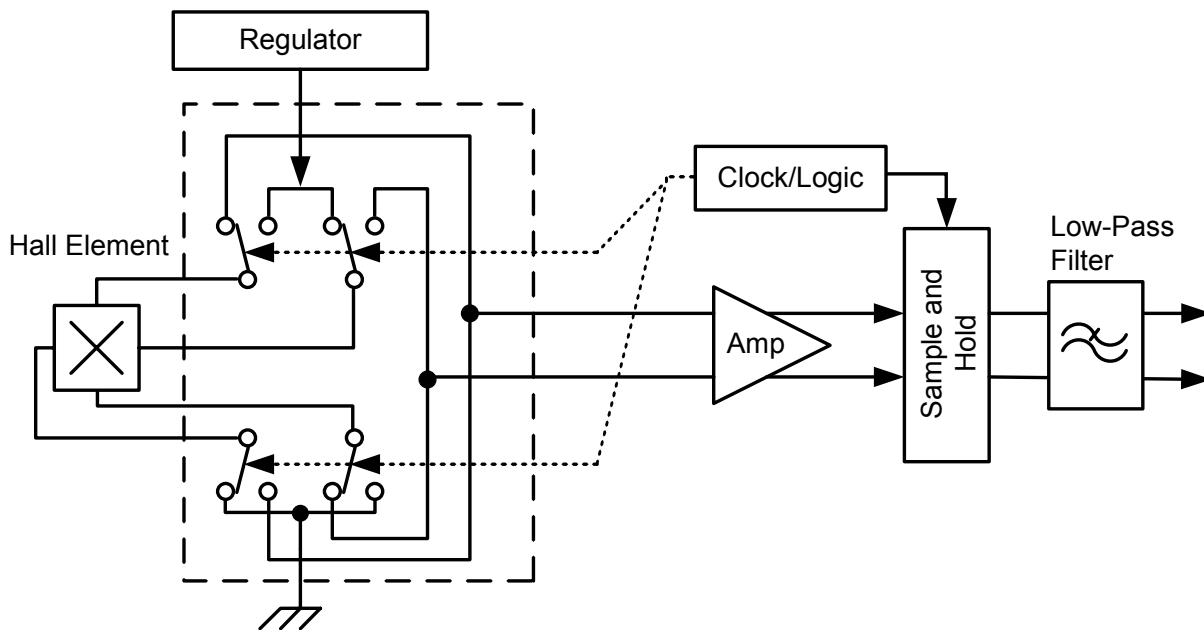 Regulator
Clock/Logic
Hall Element
Low-Pass
Filter
Amp
Sample and
Hold